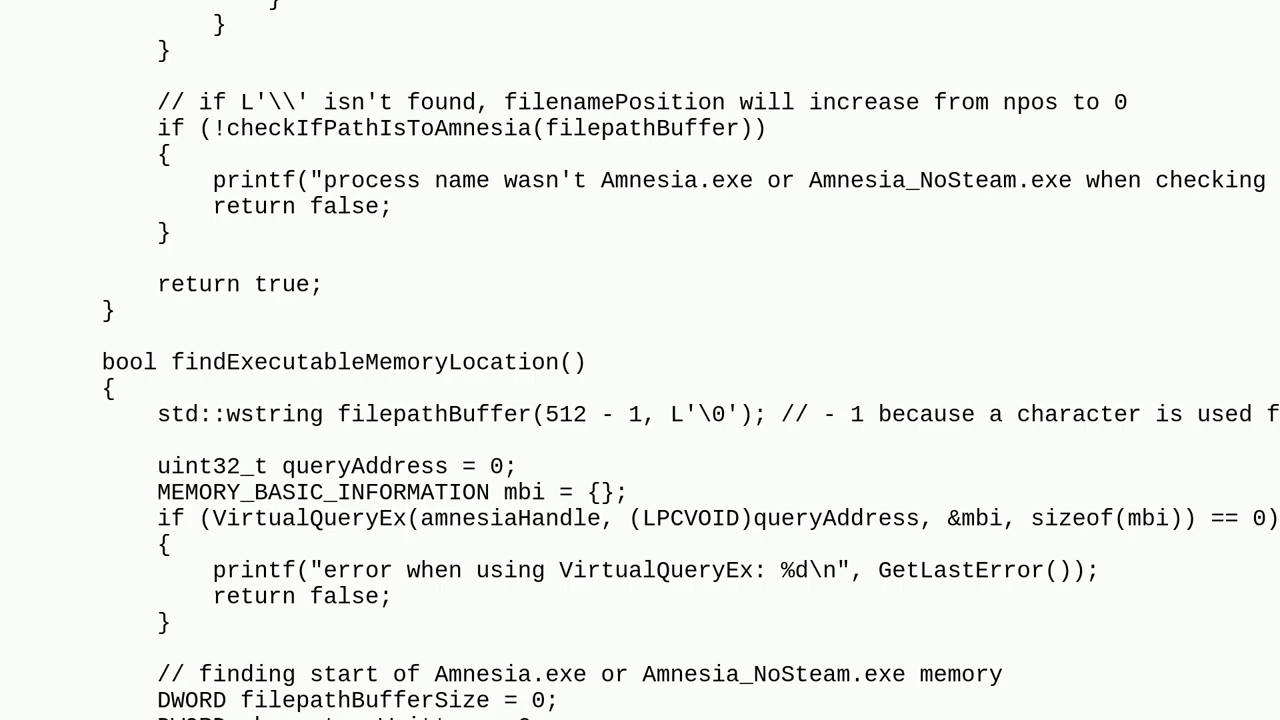 }
}
}
// if L'\\' isn't found, filenamePosition will increase from npos to 0
if (!checkIfPathIsToAmnesia(filepathBuffer))
{
printf("process name wasn't Amnesia.exe or Amnesia_NoSteam.exe when checking
return false;
}
return true;
}
bool findExecutableMemoryLocation()
{
std::wstring filepathBuffer(512 - 1, L'\0'); // - 1 because a character is used f
uint32_t queryAddress = 0;
MEMORY_BASIC_INFORMATION mbi = {};
if (VirtualQueryEx(amnesiaHandle, (LPCVOID)queryAddress, &mbi, sizeof(mbi)) == 0)
{
printf("error when using VirtualQueryEx: %d\n", GetLastError());
return false;
}
// finding start of Amnesia.exe or Amnesia_NoSteam.exe memory
DWORD filepathBufferSize = 0;